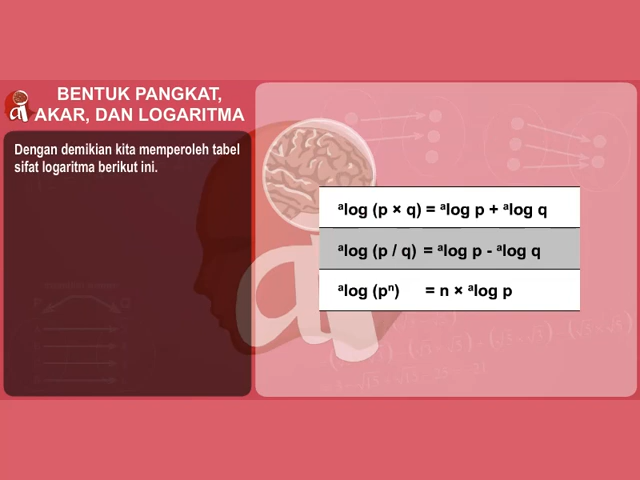 BENTUK PANGKAT,
AKAR, DAN LOGARITMA
Dengan demikian kita memperoleh tabel
sifat logaritma berikut ini.
ᵃlog (p × q) = ᵃlog p + ᵃlog q
ᵃlog (p / q) = ᵃlog p - ᵃlog q
ᵃlog (pⁿ) = n × ᵃlog p